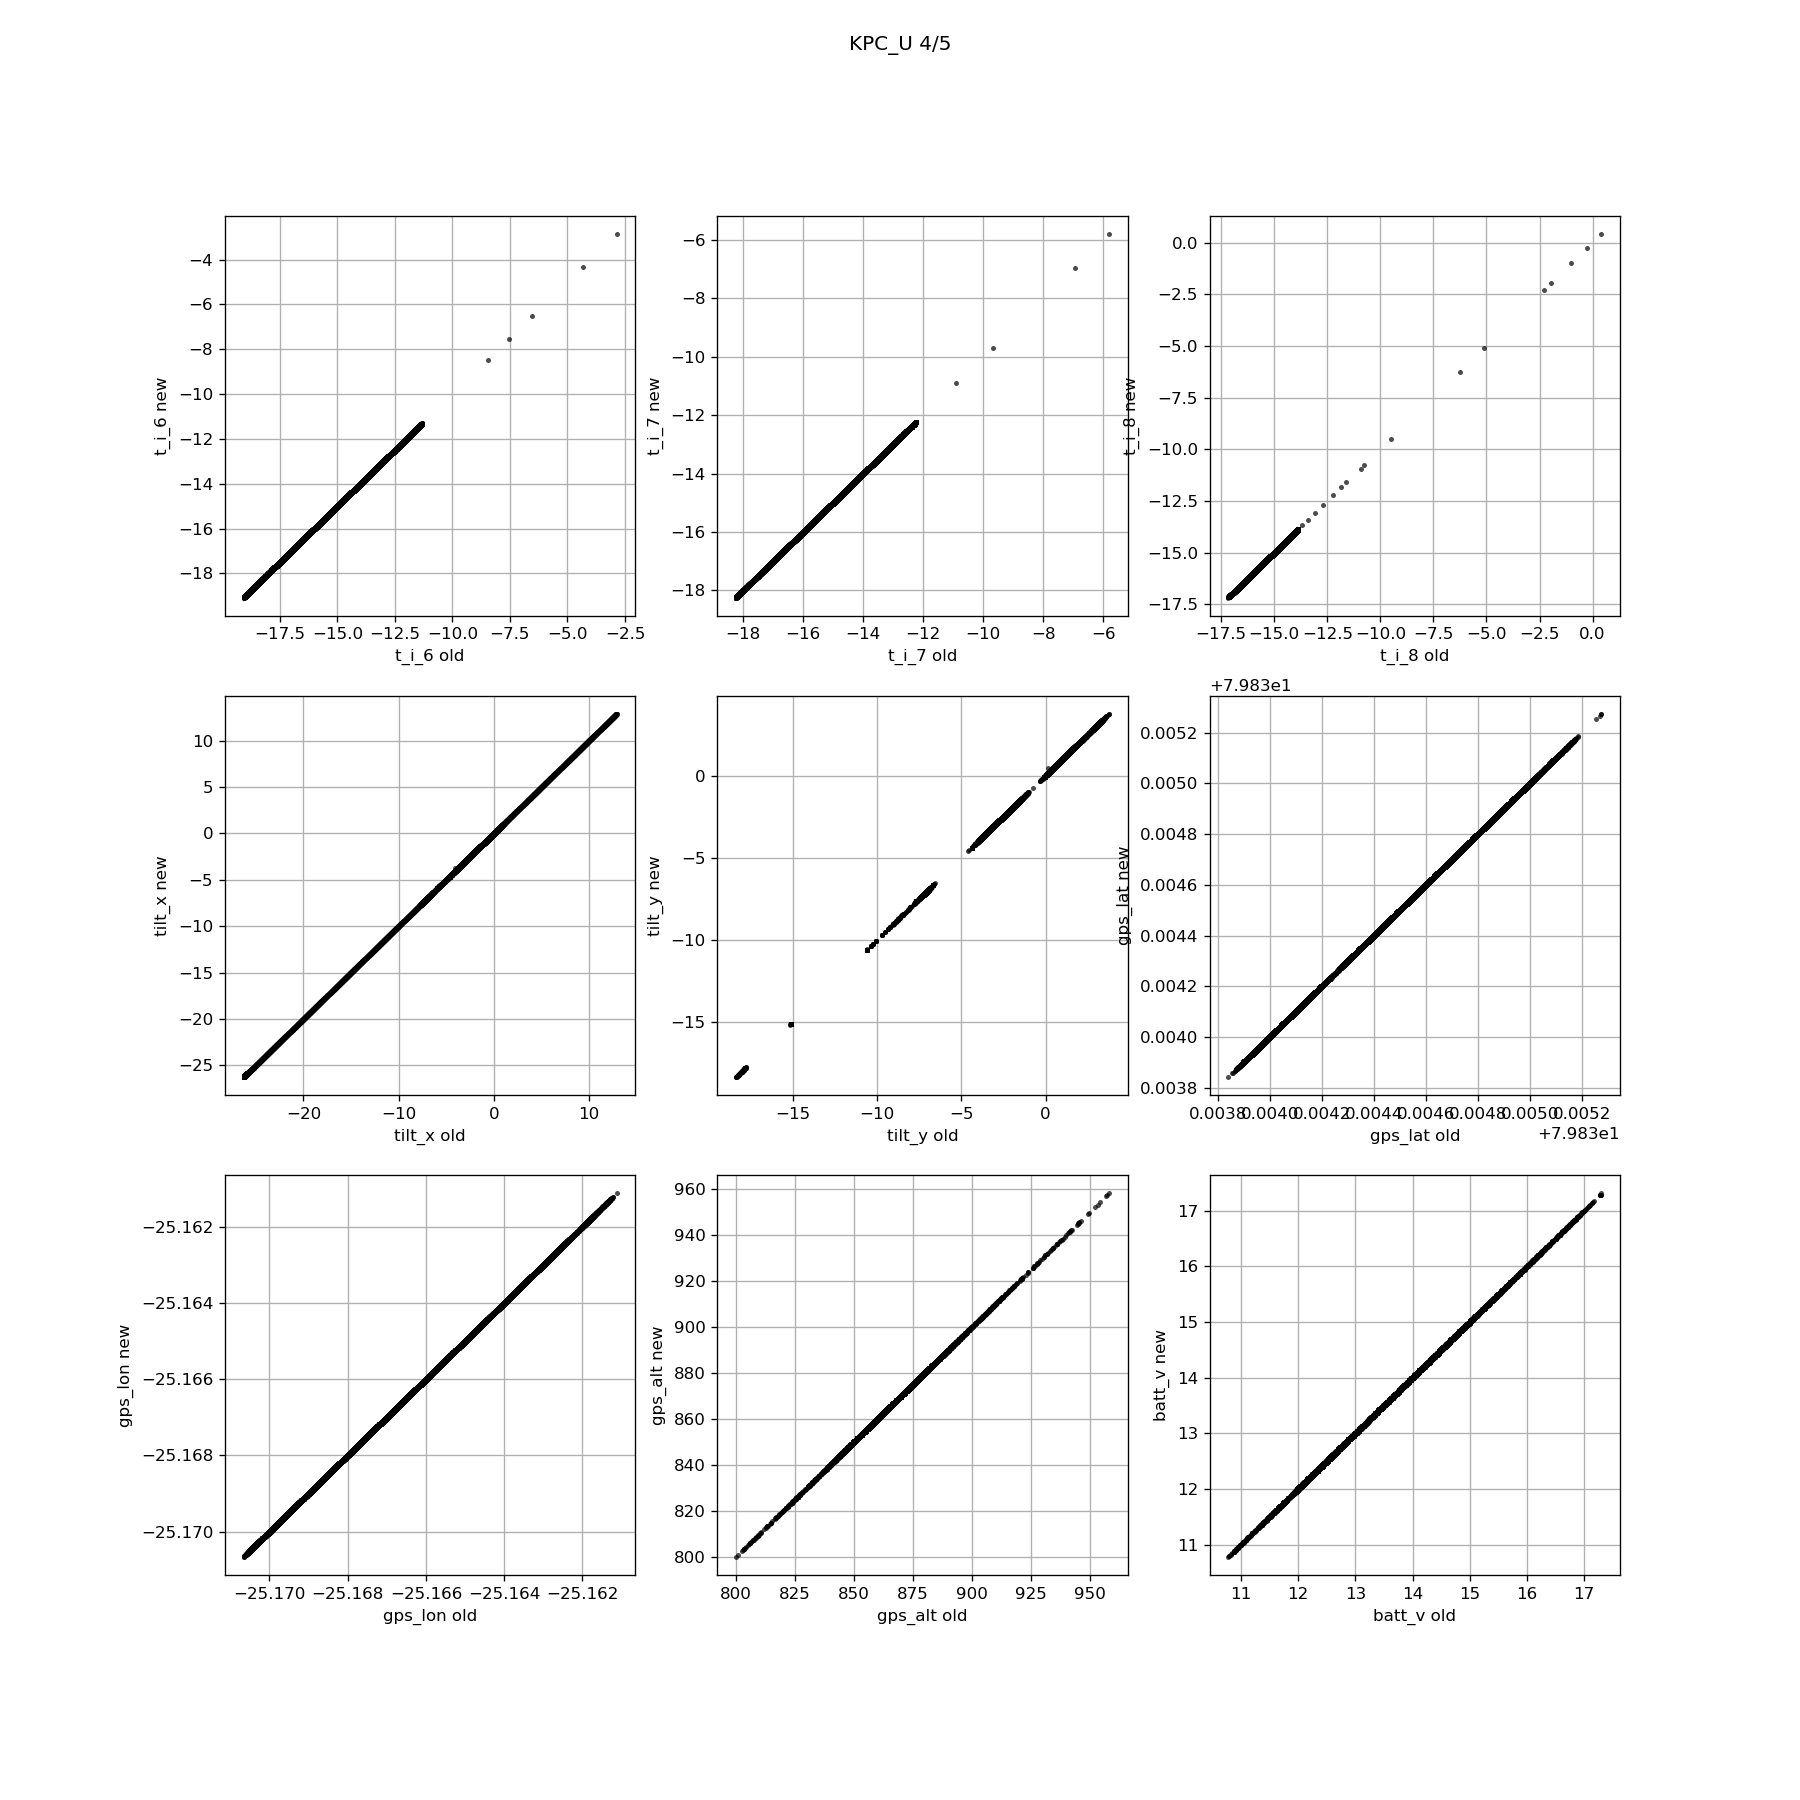 KPC_U 4/5
−4
−6
−8
−10
−12
−14
−16
−18
t_i_6 new
−17.5 −15.0 −12.5 −10.0 −7.5 −5.0 −2.5
t_i_6 old
−6
−8
−10
−12
−14
−16
−18
t_i_7 new
−18 −16 −14 −12 −10 −8 −6
t_i_7 old
0.0
−2.5
−5.0
−7.5
−10.0
−12.5
−15.0
−17.5
t_i_8 new
−17.5 −15.0 −12.5 −10.0 −7.5 −5.0 −2.5 0.0
t_i_8 old
10
5
0
−5
−10
−15
−20
−25
tilt_x new
−20 −10 0 10
tilt_x old
0
−5
−10
−15
tilt_y new
−15 −10 −5 0
tilt_y old
+7.983e1
0.0052
0.0050
0.0048
0.0046
0.0044
0.0042
0.0040
0.0038
gps_lat new
0.0038 0.0040 0.0042 0.0044 0.0046 0.0048 0.0050 0.0052
gps_lat old
+7.983e1
−25.162
−25.164
−25.166
−25.168
−25.170
gps_lon new
−25.170 −25.168 −25.166 −25.164 −25.162
gps_lon old
960
940
920
900
880
860
840
820
800
gps_alt new
800 825 850 875 900 925 950
gps_alt old
17
16
15
14
13
12
11
batt_v new
11 12 13 14 15 16 17
batt_v old